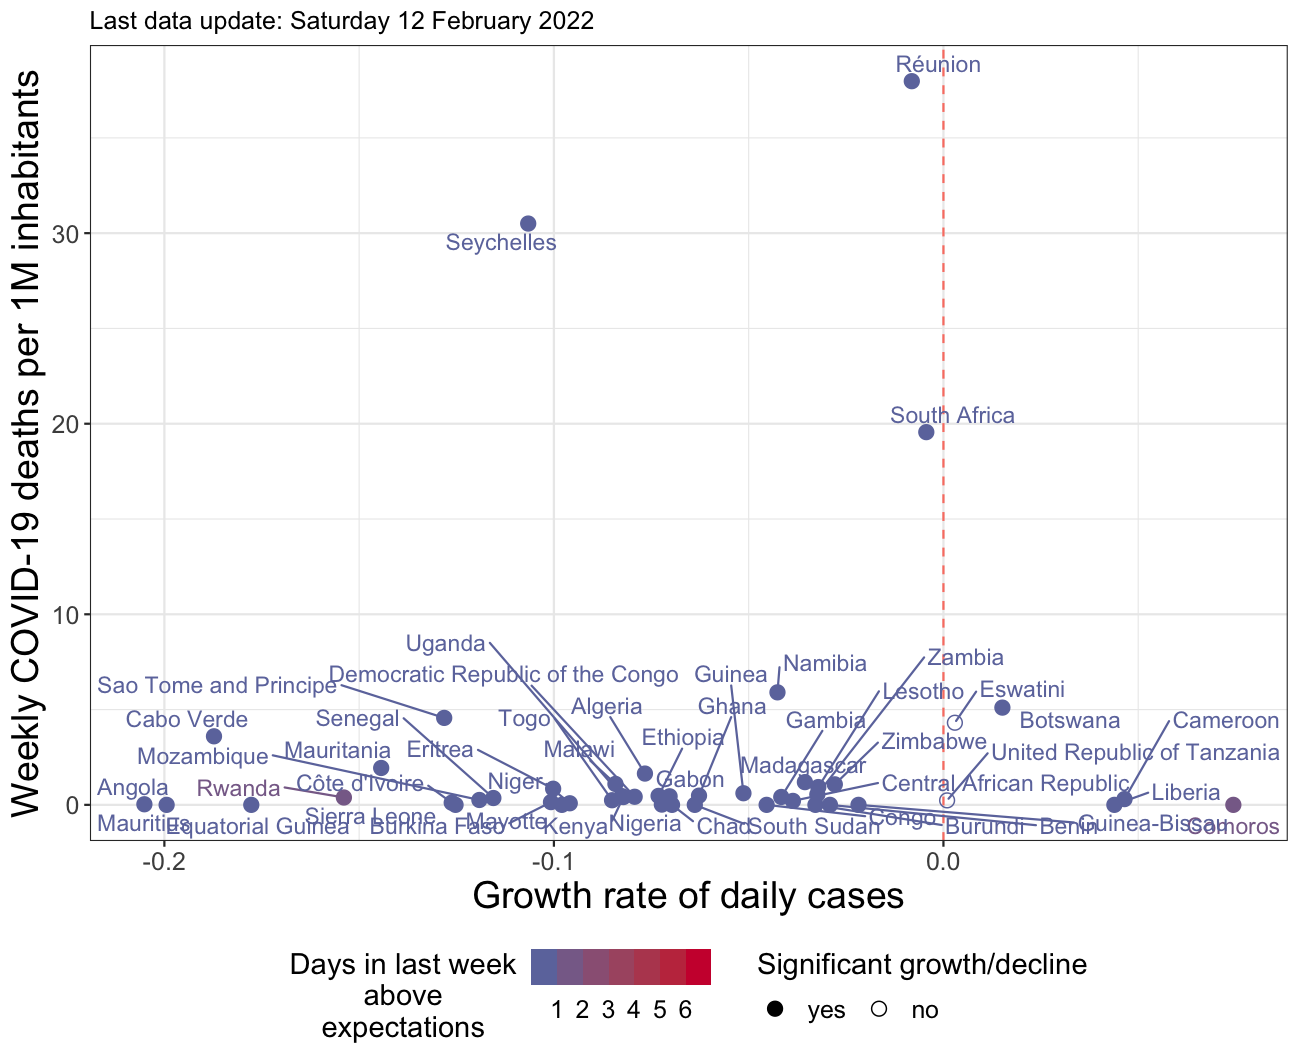 Last data update: Saturday 12 February 2022
Weekly COVID-19 deaths per 1M inhabitants
30
20
10
0
Réunion
Seychelles
South Africa
Uganda
Zambia
Namibia
Democratic Republic of the Congo
Guinea
Sao Tome and Principe
Lesotho
Eswatini
Algeria
Ghana
Cabo Verde
Senegal
Togo
Gambia
Botswana
Cameroon
Ethiopia
Zimbabwe
Mozambique
Mauritania
Eritrea
Malawi
United Republic of Tanzania
Madagascar
Angola
Rwanda
Côte d'Ivoire
Niger
Gabon
Central African Republic
Liberia
Mauritius
Equatorial Guinea
Sierra Leone
Burkina Faso
Mayotte
Kenya
Nigeria
Chad
South Sudan
Congo
Burundi
Benin
Guinea-Bissau
Comoros
-0.2
-0.1
0.0
Growth rate of daily cases
Days in last week
above
expectations
1 2 3 4 5 6
Significant growth/decline
yes
no